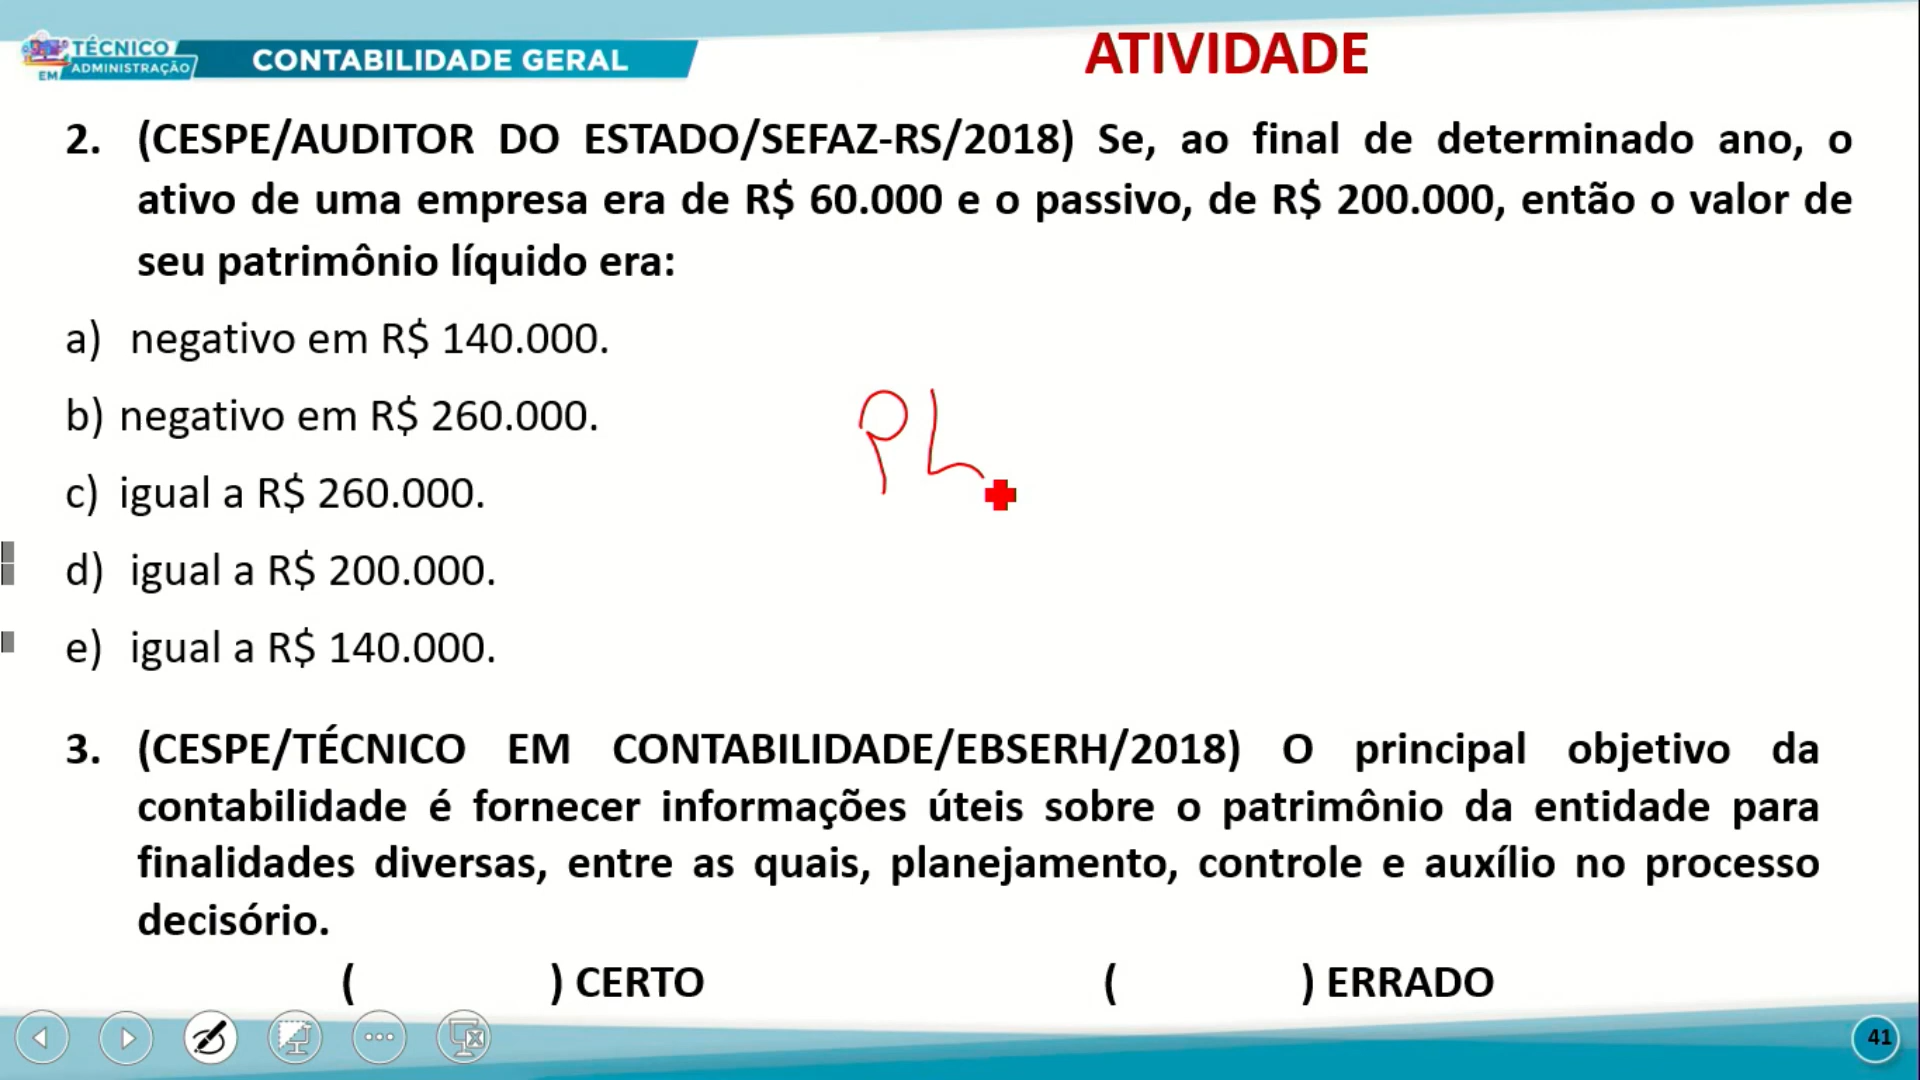 TÉCNICO
EM ADMINISTRAÇÃO
CONTABILIDADE GERAL
ATIVIDADE
2. (CESPE/AUDITOR DO ESTADO/SEFAZ-RS/2018) Se, ao final de determinado ano, o
ativo de uma empresa era de R$ 60.000 e o passivo, de R$ 200.000, então o valor de
seu patrimônio líquido era:
a) negativo em R$ 140.000.
b) negativo em R$ 260.000.
c) igual a R$ 260.000.
d) igual a R$ 200.000.
e) igual a R$ 140.000.
PL
3. (CESPE/TÉCNICO EM CONTABILIDADE/EBSERH/2018) O principal objetivo da
contabilidade é fornecer informações úteis sobre o patrimônio da entidade para
finalidades diversas, entre as quais, planejamento, controle e auxílio no processo
decisório.
( ) CERTO ( ) ERRADO
41